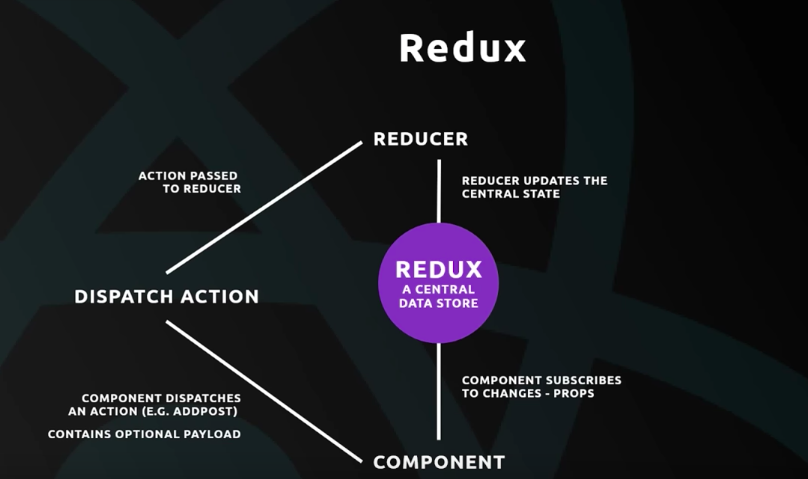 Redux
REDUCER
ACTION PASSED
TO REDUCER
REDUCER UPDATES THE
CENTRAL STATE
REDUX
A CENTRAL
DATA STORE
DISPATCH ACTION
COMPONENT DISPATCHES
AN ACTION (E.G. ADDPOST)
CONTAINS OPTIONAL PAYLOAD
COMPONENT SUBSCRIBES
TO CHANGES - PROPS
COMPONENT